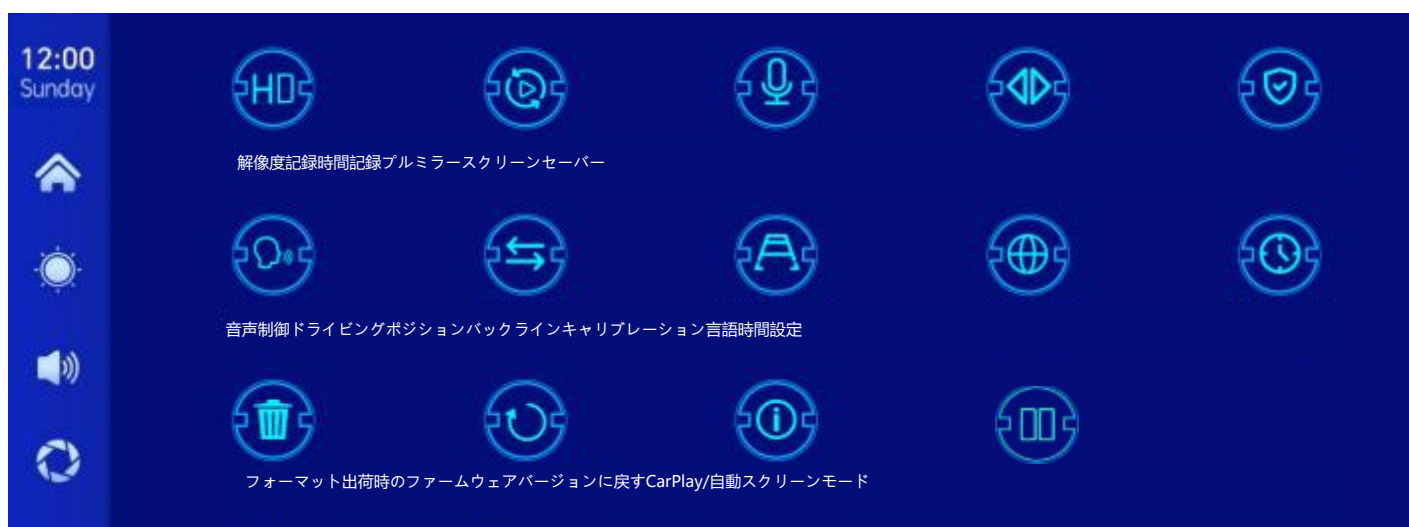 12:00
Sunday
HD
解像度記録時間記録プルミラースクリーンセーバー
音声制御ドライビングポジションバックラインキャリブレーション言語時間設定
フォーマット出荷時のファームウェアバージョンに戻すCarPlay/自動スクリーンモード